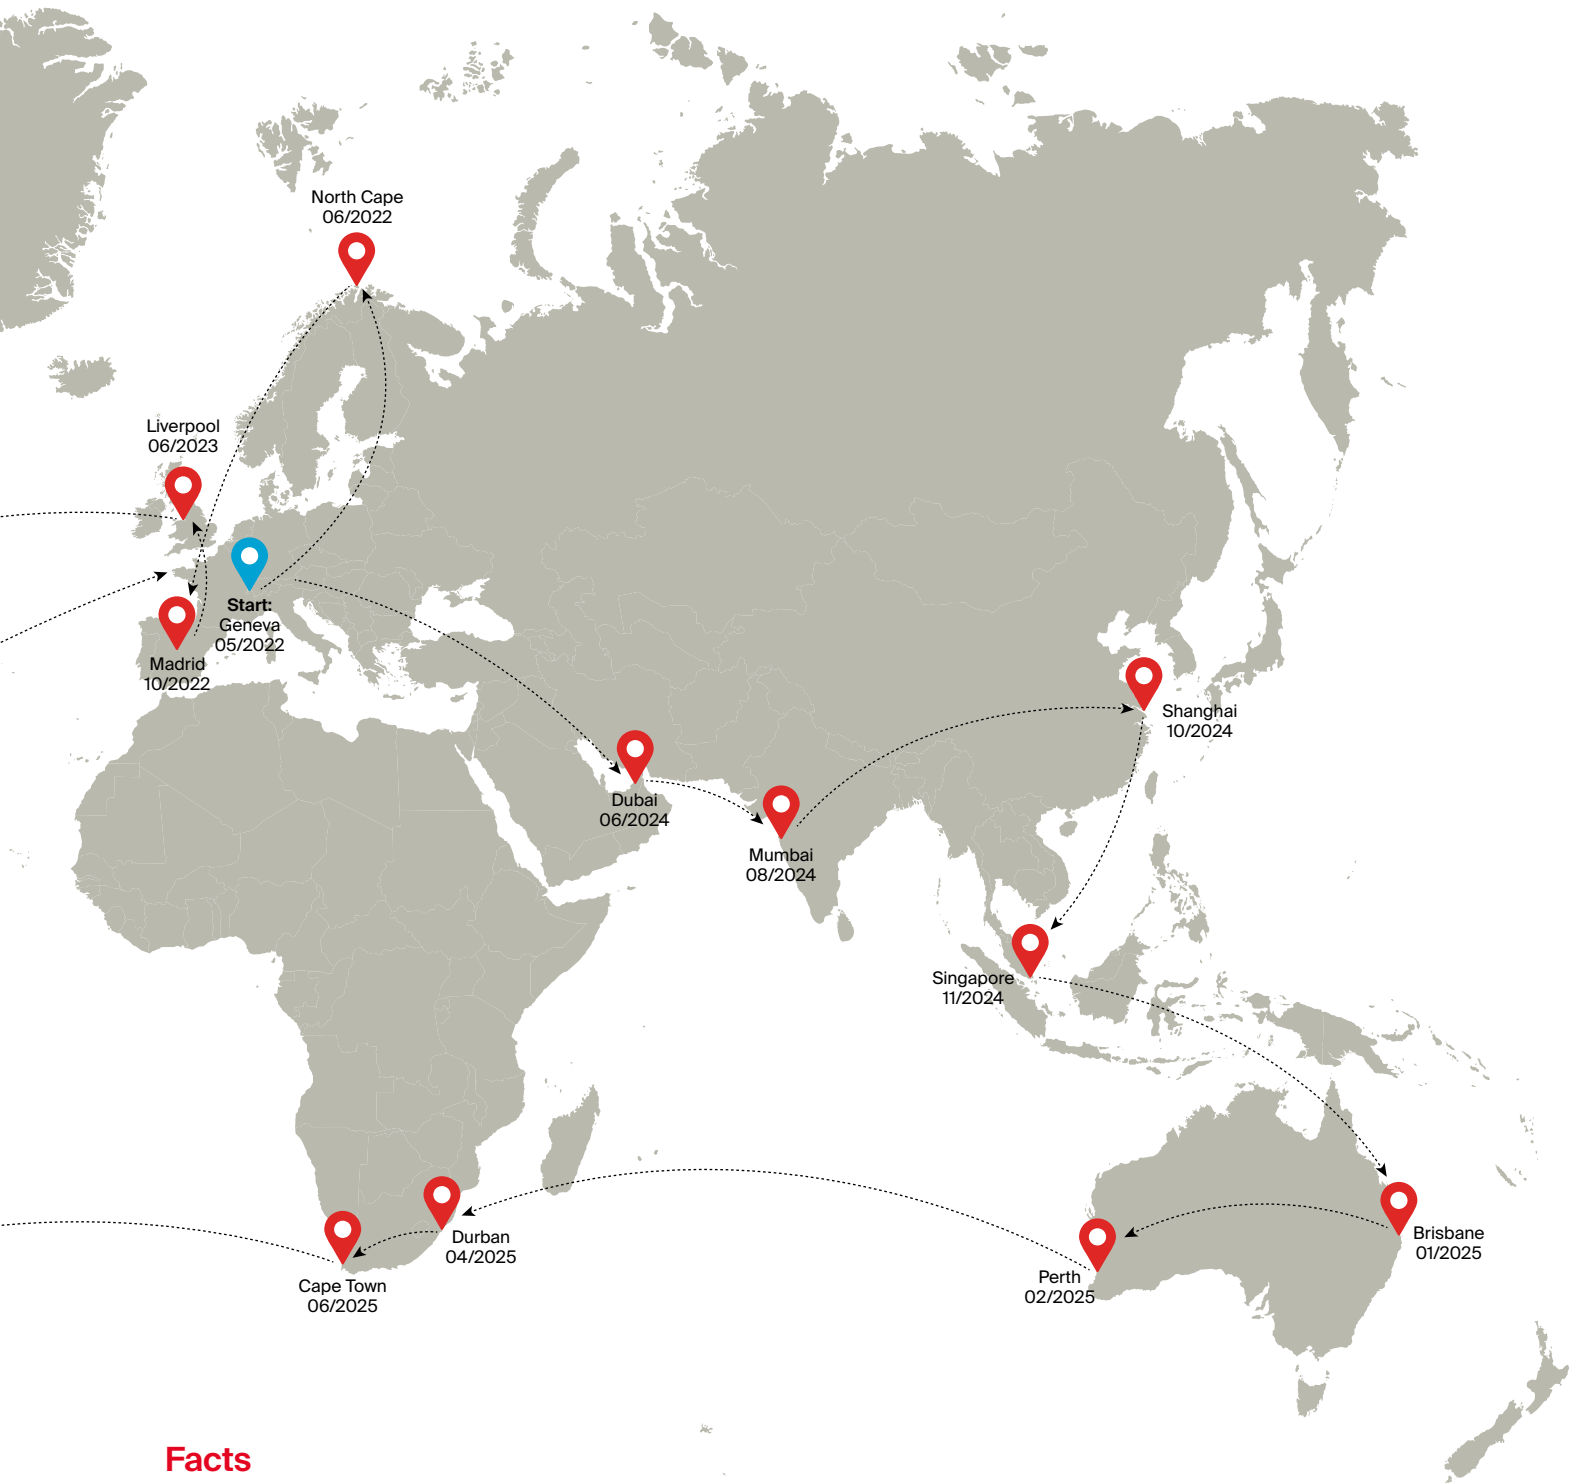 North Cape
06/2022
Liverpool
06/2023
Start:
Geneva
05/2022
Madrid
10/2022
Shanghai
10/2024
Dubai
06/2024
Mumbai
08/2024
Singapore
11/2024
Brisbane
01/2025
Durban
04/2025
Perth
02/2025
Cape Town
06/2025
Facts